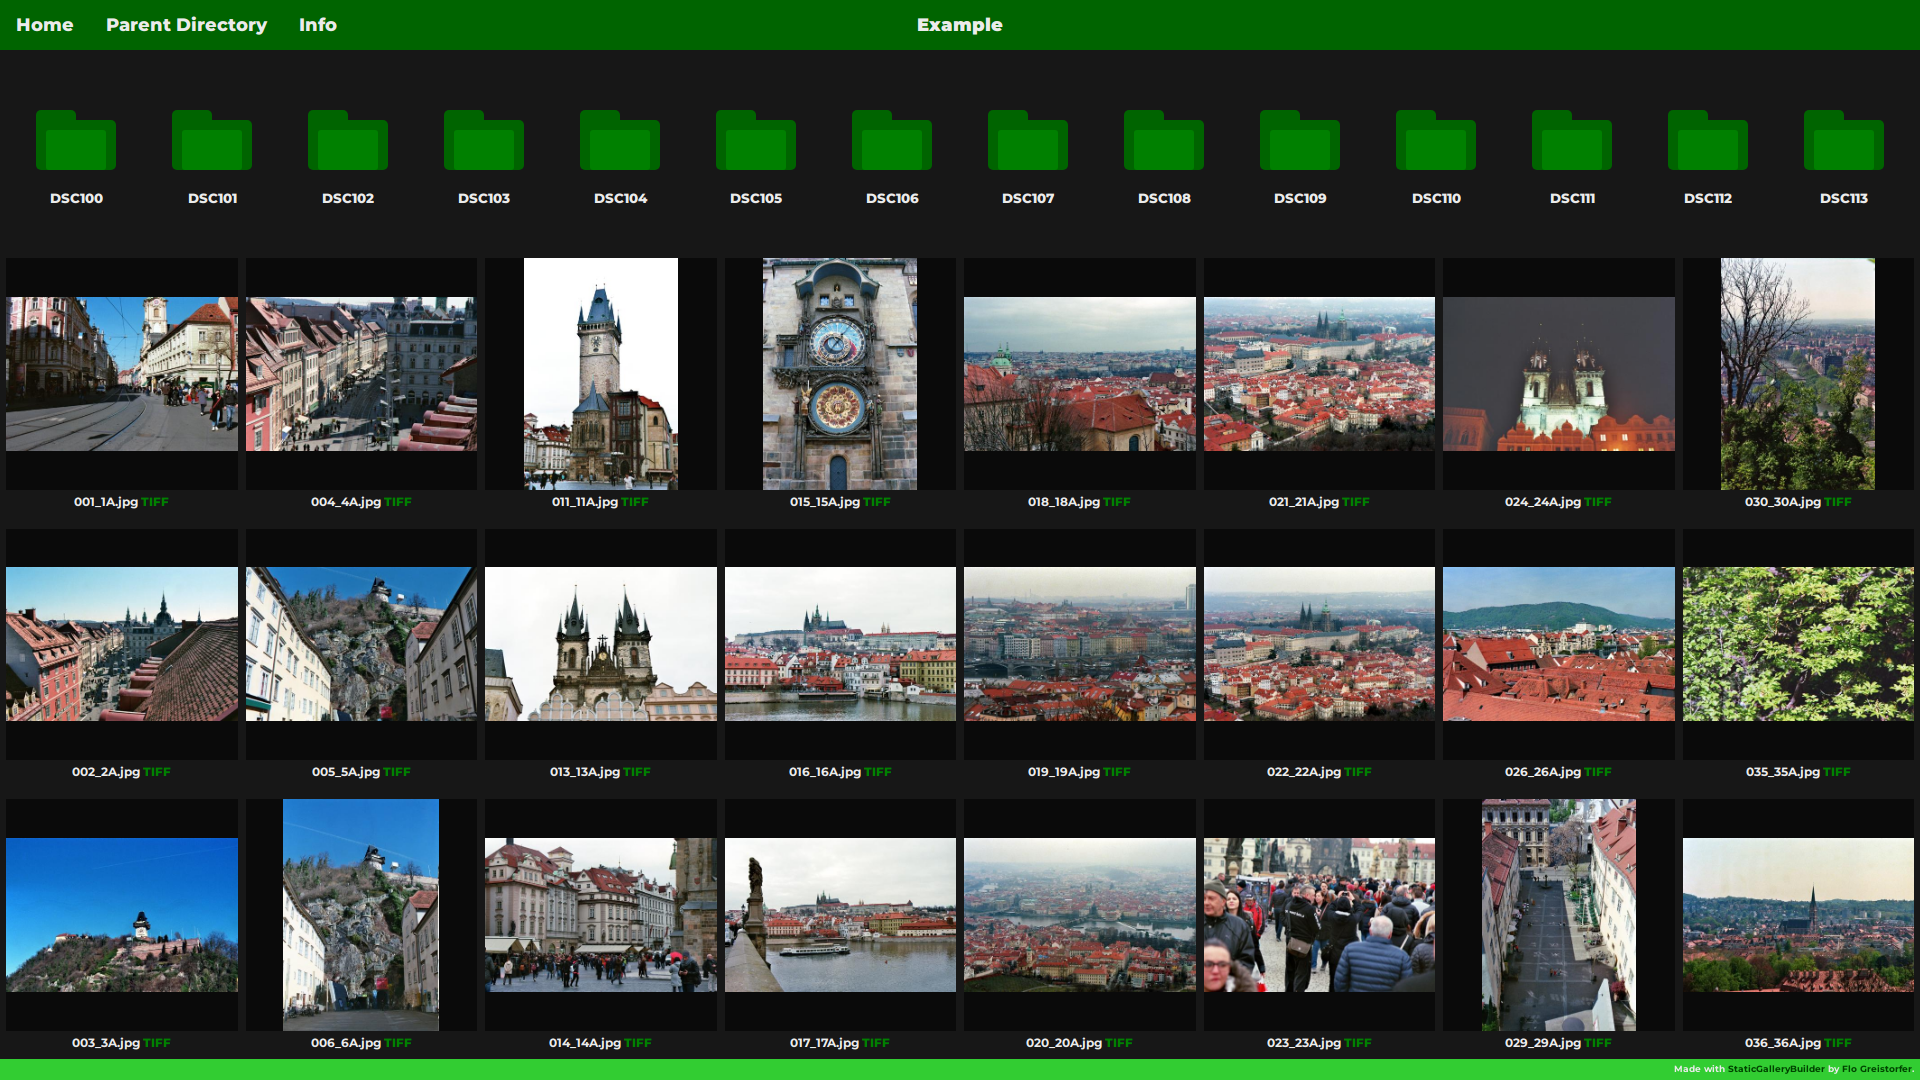 Home Parent Directory Info Example
DSC100 DSC101 DSC102 DSC103 DSC104 DSC105 DSC106 DSC107 DSC108 DSC109 DSC110 DSC111 DSC112 DSC113
001_1A.jpg TIFF 004_4A.jpg TIFF 011_11A.jpg TIFF 015_15A.jpg TIFF 018_18A.jpg TIFF 021_21A.jpg TIFF 024_24A.jpg TIFF 030_30A.jpg TIFF
002_2A.jpg TIFF 005_5A.jpg TIFF 013_13A.jpg TIFF 016_16A.jpg TIFF 019_19A.jpg TIFF 022_22A.jpg TIFF 026_26A.jpg TIFF 035_35A.jpg TIFF
003_3A.jpg TIFF 006_6A.jpg TIFF 014_14A.jpg TIFF 017_17A.jpg TIFF 020_20A.jpg TIFF 023_23A.jpg TIFF 029_29A.jpg TIFF 036_36A.jpg TIFF
Made with StaticGalleryBuilder by Flo Greistorfer.